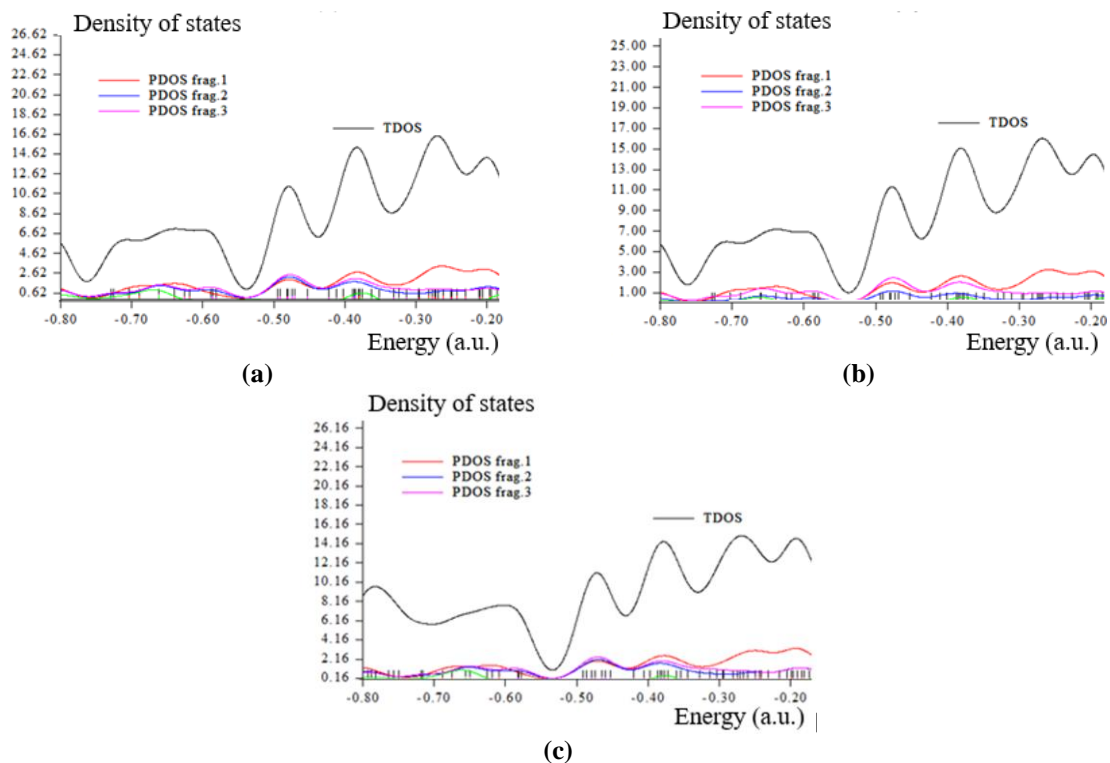 Density of states
26.62
24.62
22.62
20.62
18.62
16.62
14.62
12.62
10.62
8.62
6.62
4.62
2.62
0.62
PDOS frag.1
PDOS frag.2
PDOS frag.3
TDOS
-0.80 -0.70 -0.60 -0.50 -0.40 -0.30 -0.20
Energy (a.u.)
(a)
Density of states
25.00
23.00
21.00
19.00
17.00
15.00
13.00
11.00
9.00
7.00
5.00
3.00
1.00
PDOS frag.1
PDOS frag.2
PDOS frag.3
TDOS
-0.80 -0.70 -0.60 -0.50 -0.40 -0.30 -0.20
Energy (a.u.)
(b)
Density of states
26.16
24.16
22.16
20.16
18.16
16.16
14.16
12.16
10.16
8.16
6.16
4.16
2.16
0.16
PDOS frag.1
PDOS frag.2
PDOS frag.3
TDOS
-0.80 -0.70 -0.60 -0.50 -0.40 -0.30 -0.20
Energy (a.u.)
(c)